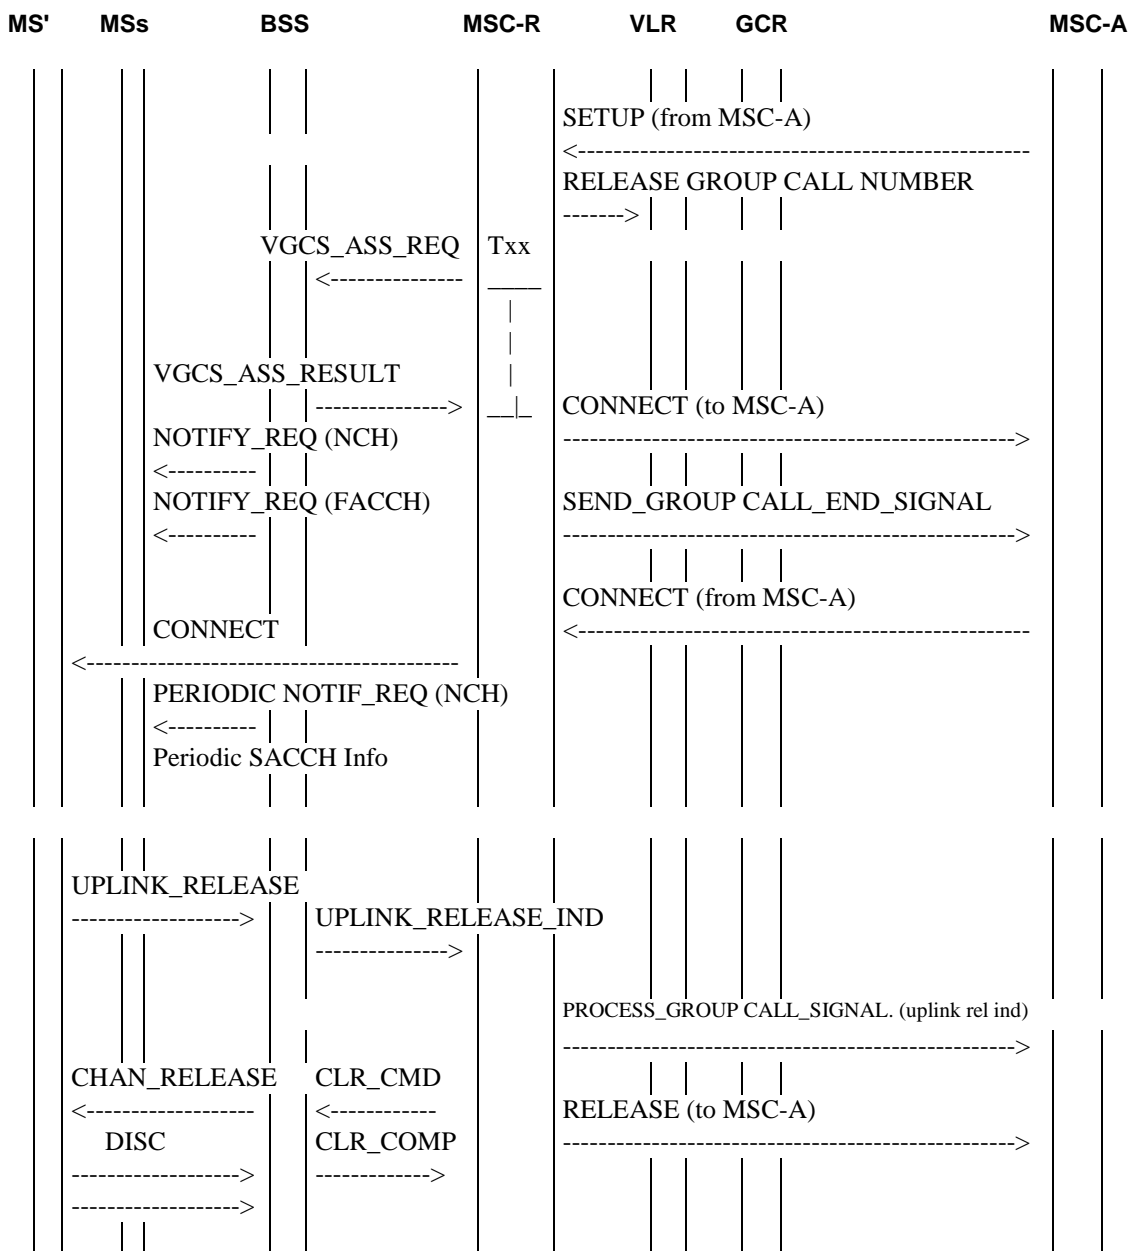 MS' MSs BSS MSC-R VLR GCR MSC-A
SETUP (from MSC-A)
<---------------------------------------------------
RELEASE GROUP CALL NUMBER
------->
VGCS_ASS_REQ Txx
<--------------- ____
|
|
VGCS_ASS_RESULT |
---------------> __|_ CONNECT (to MSC-A)
NOTIFY_REQ (NCH) --------------------------------------------------->
<----------
NOTIFY_REQ (FACCH) SEND_GROUP CALL_END_SIGNAL
<---------- --------------------------------------------------->
CONNECT (from MSC-A)
CONNECT <---------------------------------------------------
<------------------------------------------
PERIODIC NOTIF_REQ (NCH)
<----------
Periodic SACCH Info
UPLINK_RELEASE
-------------------> UPLINK_RELEASE_IND
--------------->
PROCESS_GROUP CALL_SIGNAL. (uplink rel ind)
--------------------------------------------------->
CHAN_RELEASE CLR_CMD
<------------------- <------------ RELEASE (to MSC-A)
DISC CLR_COMP --------------------------------------------------->
-------------------> ------------->
------------------->